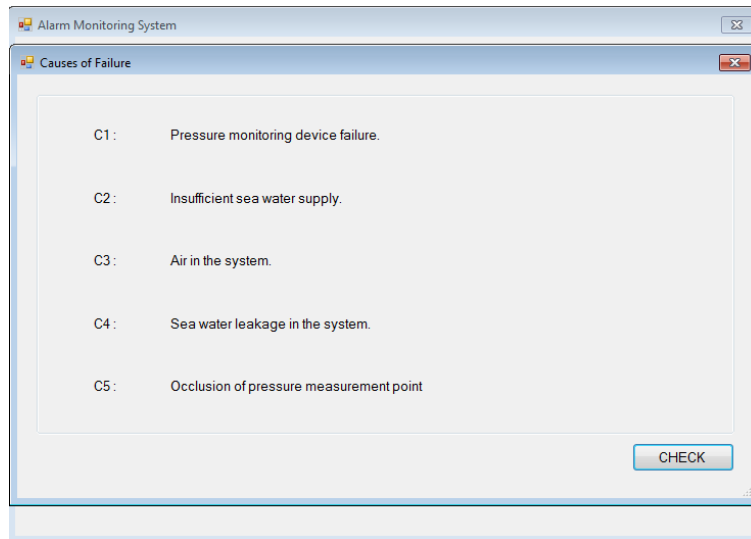 Alarm Monitoring System
Causes of Failure
C1 : Pressure monitoring device failure.
C2 : Insufficient sea water supply.
C3 : Air in the system.
C4 : Sea water leakage in the system.
C5 : Occlusion of pressure measurement point
CHECK